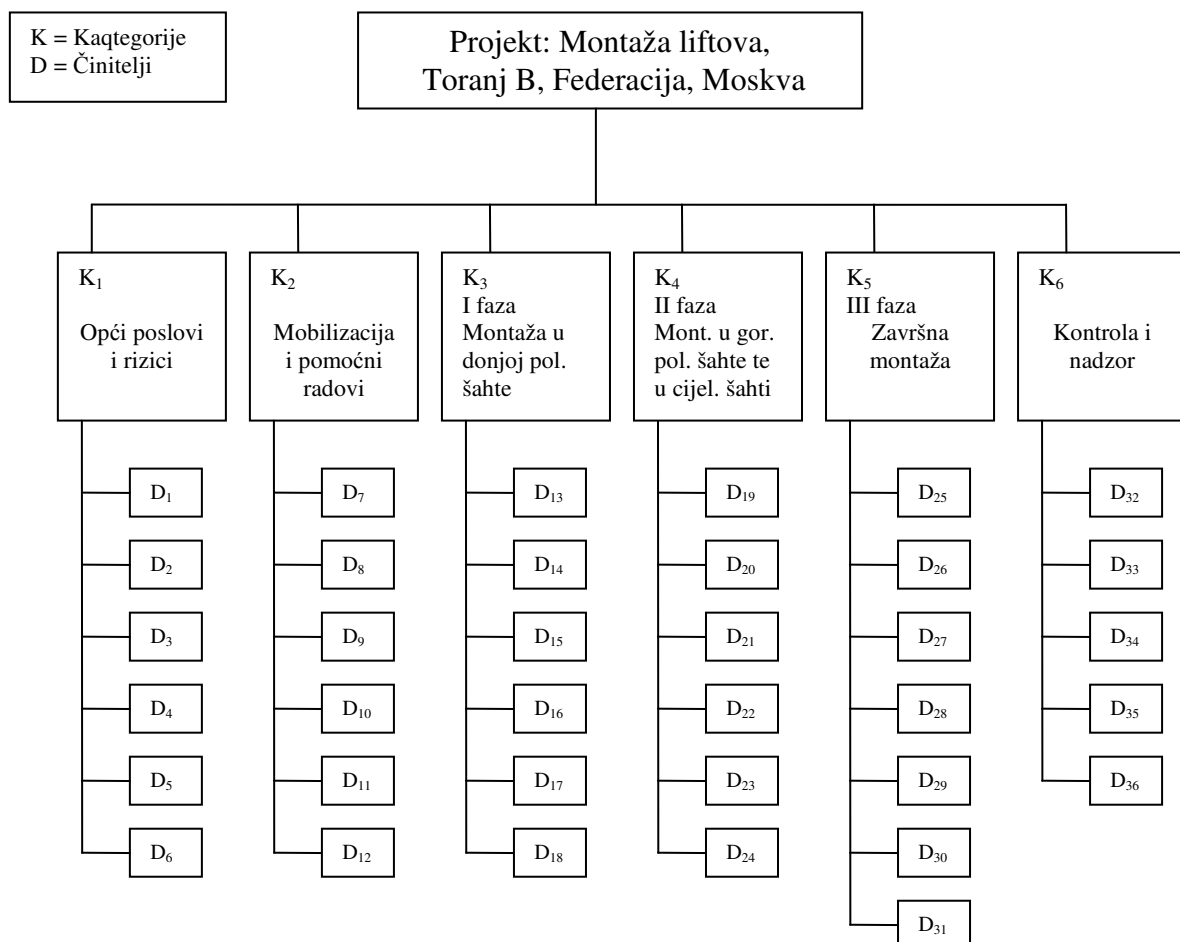 K = Kaqtegorije
D = Činitelji
Projekt: Montaža liftova,
Toranj B, Federacija, Moskva
K₁
Opći poslovi
i rizici
K₂
Mobilizacija
i pomoćni
radovi
K₃
I faza
Montaža u
donjoj pol.
šahte
K₄
II faza
Mont. u gor.
pol. šahte te
u cijel. šahti
K₅
III faza
Završna
montaža
K₆
Kontrola i
nadzor
D₁
D₂
D₃
D₄
D₅
D₆
D₇
D₈
D₉
D₁₀
D₁₁
D₁₂
D₁₃
D₁₄
D₁₅
D₁₆
D₁₇
D₁₈
D₁₉
D₂₀
D₂₁
D₂₂
D₂₃
D₂₄
D₂₅
D₂₆
D₂₇
D₂₈
D₂₉
D₃₀
D₃₁
D₃₂
D₃₃
D₃₄
D₃₅
D₃₆